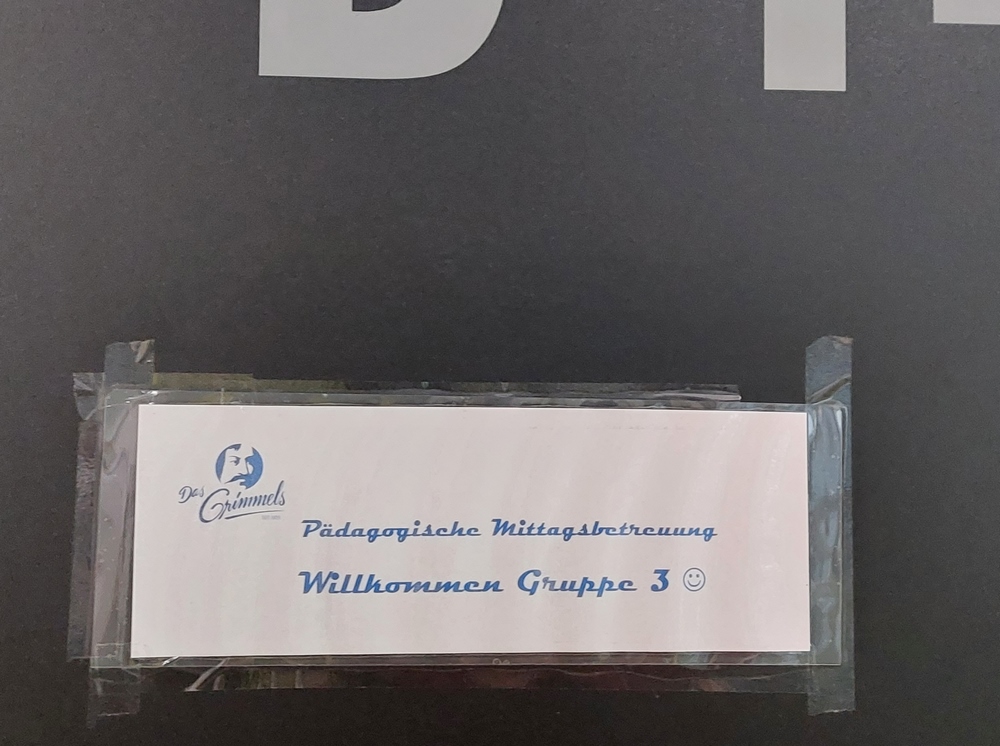 Das
Grimmels
Pädagogische Mittagsbetreuung
Willkommen Gruppe 3 ☺